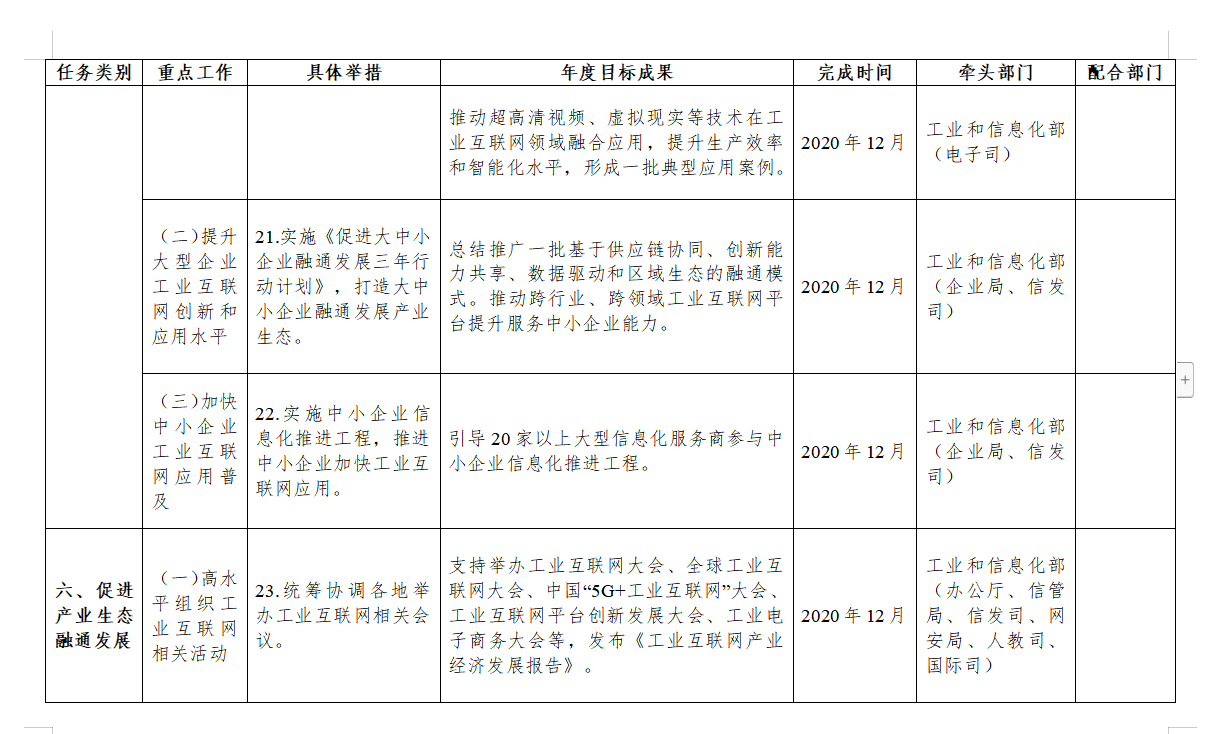 任务类别 重点工作 具体举措 年度目标成果 完成时间 牵头部门 配合部门
推动超高清视频、虚拟现实等技术在工
业互联网领域融合应用，提升生产效率
和智能化水平，形成一批典型应用案例。
2020 年 12 月
工业和信息化部
（电子司）
（二）提升
大型企业
工业互联
网创新和
应用水平
21.实施《促进大中小
企业融通发展三年行
动计划》，打造大中
小企业融通发展产业
生态。
总结推广一批基于供应链协同、创新能
力共享、数据驱动和区域生态的融通模
式。推动跨行业、跨领域工业互联网平
台提升服务中小企业能力。
2020 年 12 月
工业和信息化部
（企业局、信发
司）
（三）加快
中小企业
工业互联
网应用普
及
22.实施中小企业信
息化推进工程，推进
中小企业加快工业互
联网应用。
引导 20 家以上大型信息化服务商参与中
小企业信息化推进工程。
2020 年 12 月
工业和信息化部
（企业局、信发
司）
六、促进
产业生态
融通发展
（一）高水
平组织工
业互联网
相关活动
23.统筹协调各地举
办工业互联网相关会
议。
支持举办工业互联网大会、全球工业互
联网大会、中国“5G+工业互联网”大会、
工业互联网平台创新发展大会、工业电
子商务大会等，发布《工业互联网产业
经济发展报告》。
2020 年 12 月
工业和信息化部
（办公厅、信管
局、信发司、网
安局、人教司、
国际司）